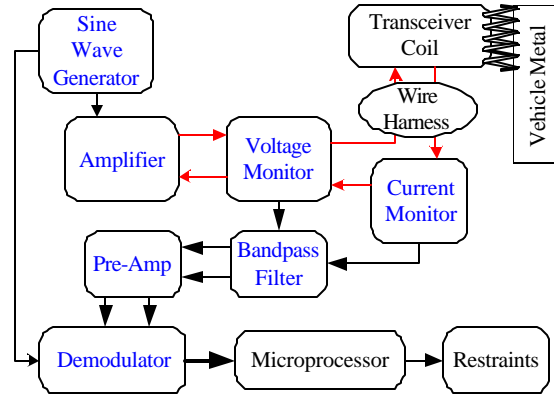 Sine
Wave
Generator
Transceiver
Coil
Vehicle Metal
Wire
Harness
Amplifier
Voltage
Monitor
Current
Monitor
Pre-Amp
Bandpass
Filter
Demodulator
Microprocessor
Restraints